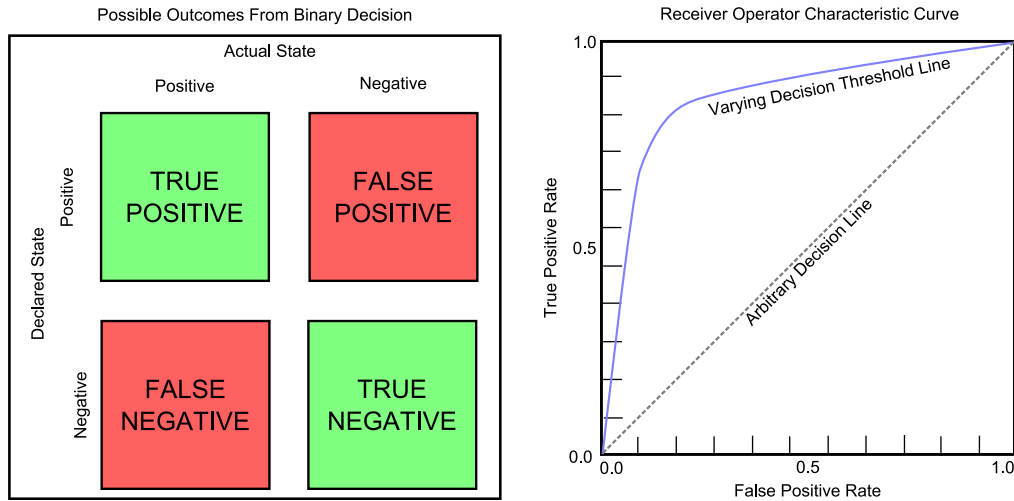 Possible Outcomes From Binary Decision
Actual State
Positive
Negative
Declared State
Positive
TRUE
POSITIVE
FALSE
POSITIVE
Negative
FALSE
NEGATIVE
TRUE
NEGATIVE
Receiver Operator Characteristic Curve
True Positive Rate
1.0
0.5
0.0
Varying Decision Threshold Line
Arbitrary Decision Line
0.0
0.5
1.0
False Positive Rate